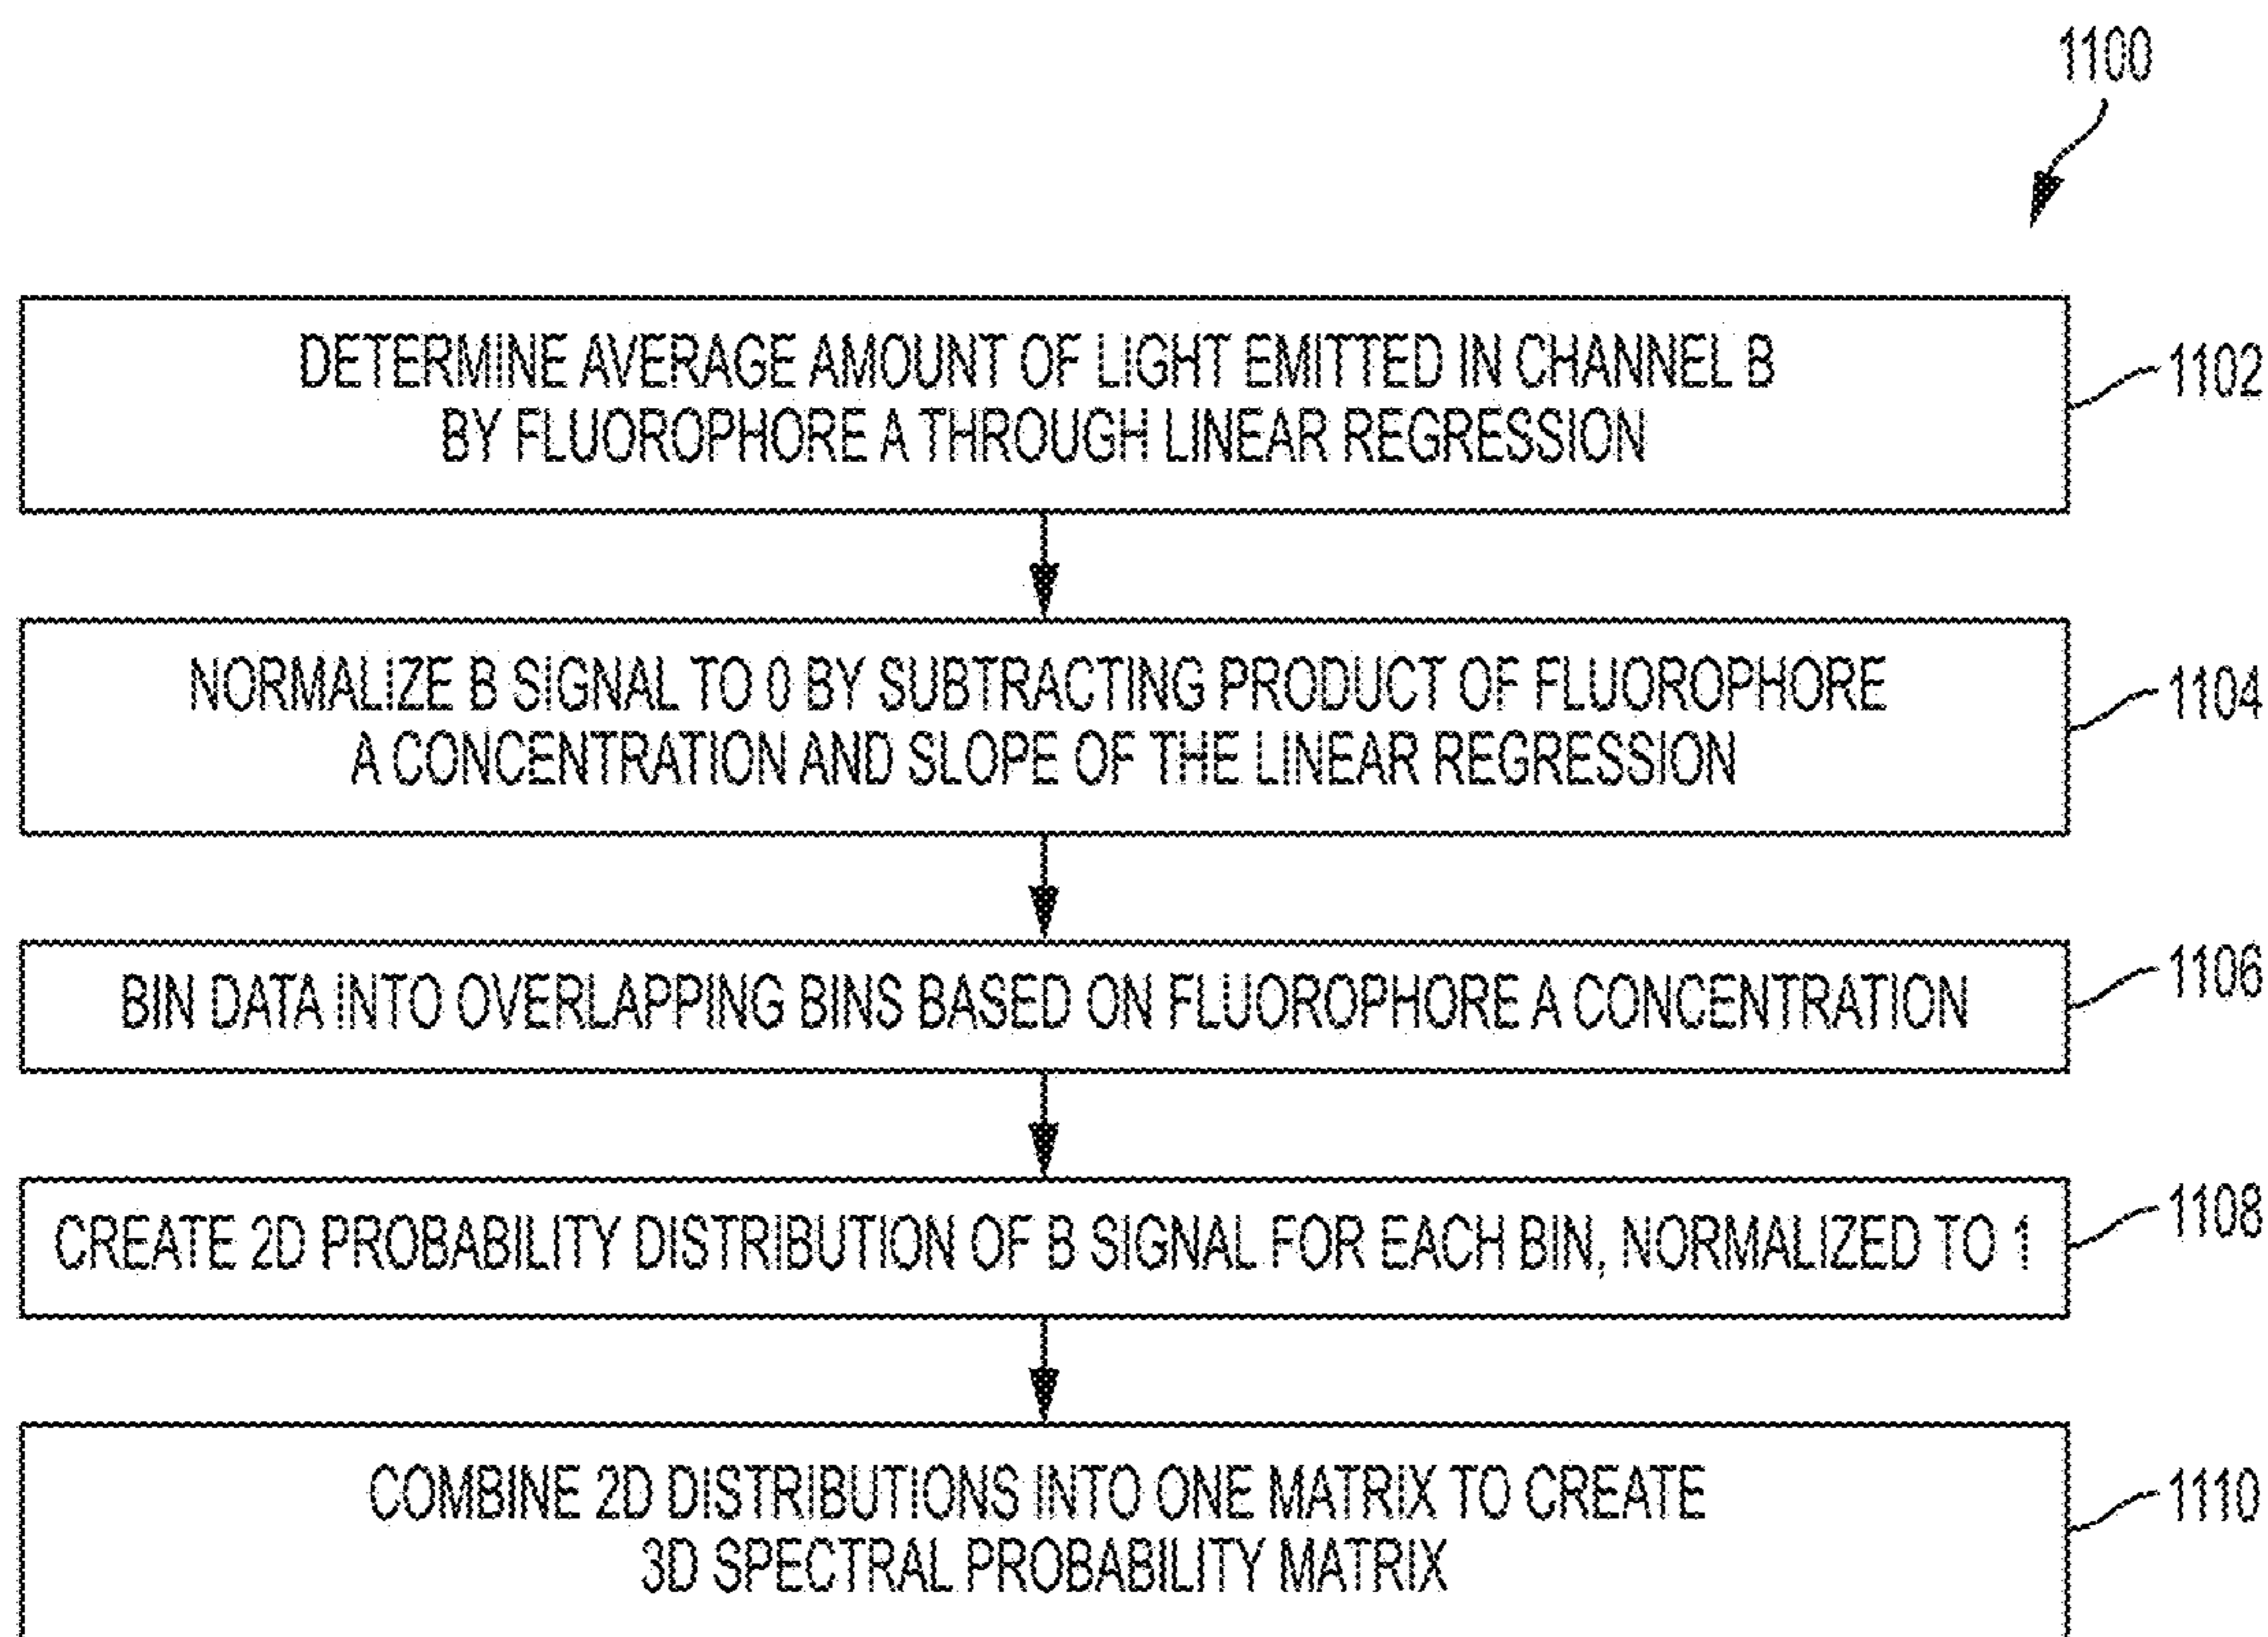 1100
DETERMINE AVERAGE AMOUNT OF LIGHT EMITTED IN CHANNEL B
BY FLUOROPHORE A THROUGH LINEAR REGRESSION
1102
NORMALIZE B SIGNAL TO 0 BY SUBTRACTING PRODUCT OF FLUOROPHORE
A CONCENTRATION AND SLOPE OF THE LINEAR REGRESSION
1104
BIN DATA INTO OVERLAPPING BINS BASED ON FLUOROPHORE A CONCENTRATION
1106
CREATE 2D PROBABILITY DISTRIBUTION OF B SIGNAL FOR EACH BIN, NORMALIZED TO 1
1108
COMBINE 2D DISTRIBUTIONS INTO ONE MATRIX TO CREATE
3D SPECTRAL PROBABILITY MATRIX
1110